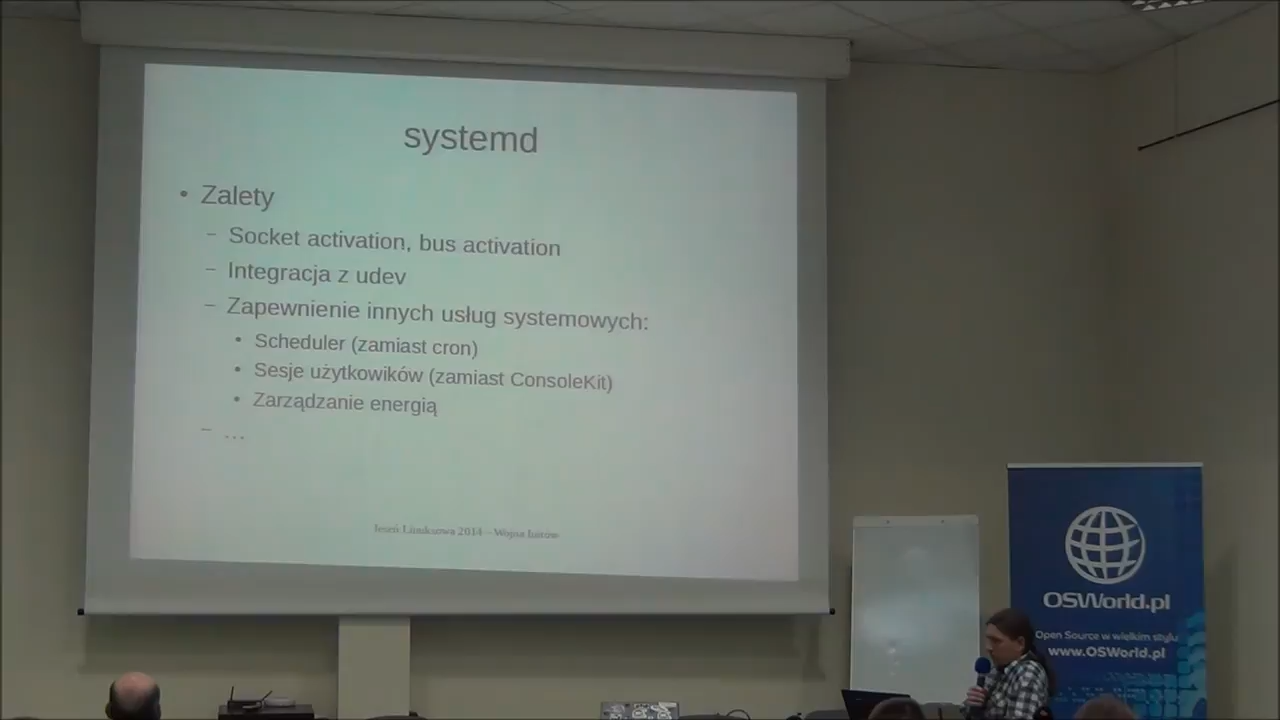 systemd
• Zalety
– Socket activation, bus activation
– Integracja z udev
– Zapewnienie innych usług systemowych:
• Scheduler (zamiast cron)
• Sesje użytkowików (zamiast ConsoleKit)
• Zarządzanie energią
– …
Jesień Linuksowa 2014 – Wojna Initów
OSWorld.pl
Open Source w wielkim stylu
www.OSWorld.pl